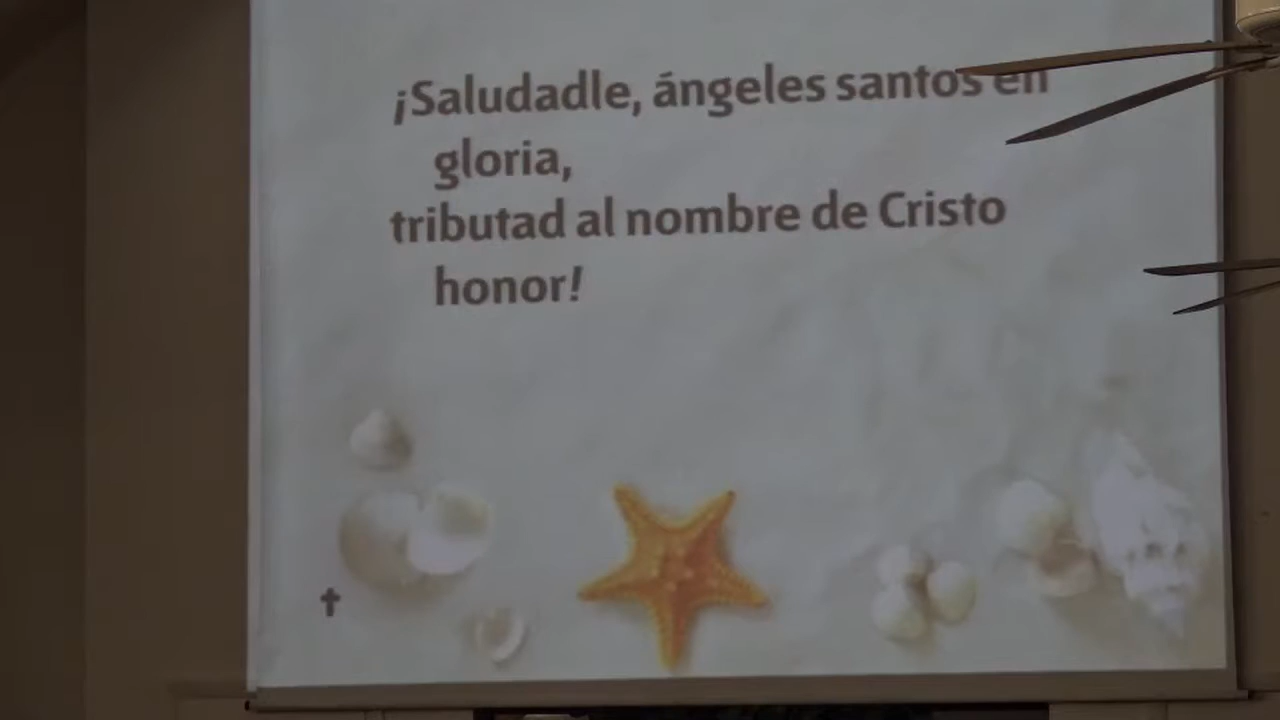 ¡Saludadle, ángeles santos en
gloria,
tributad al nombre de Cristo
honor!